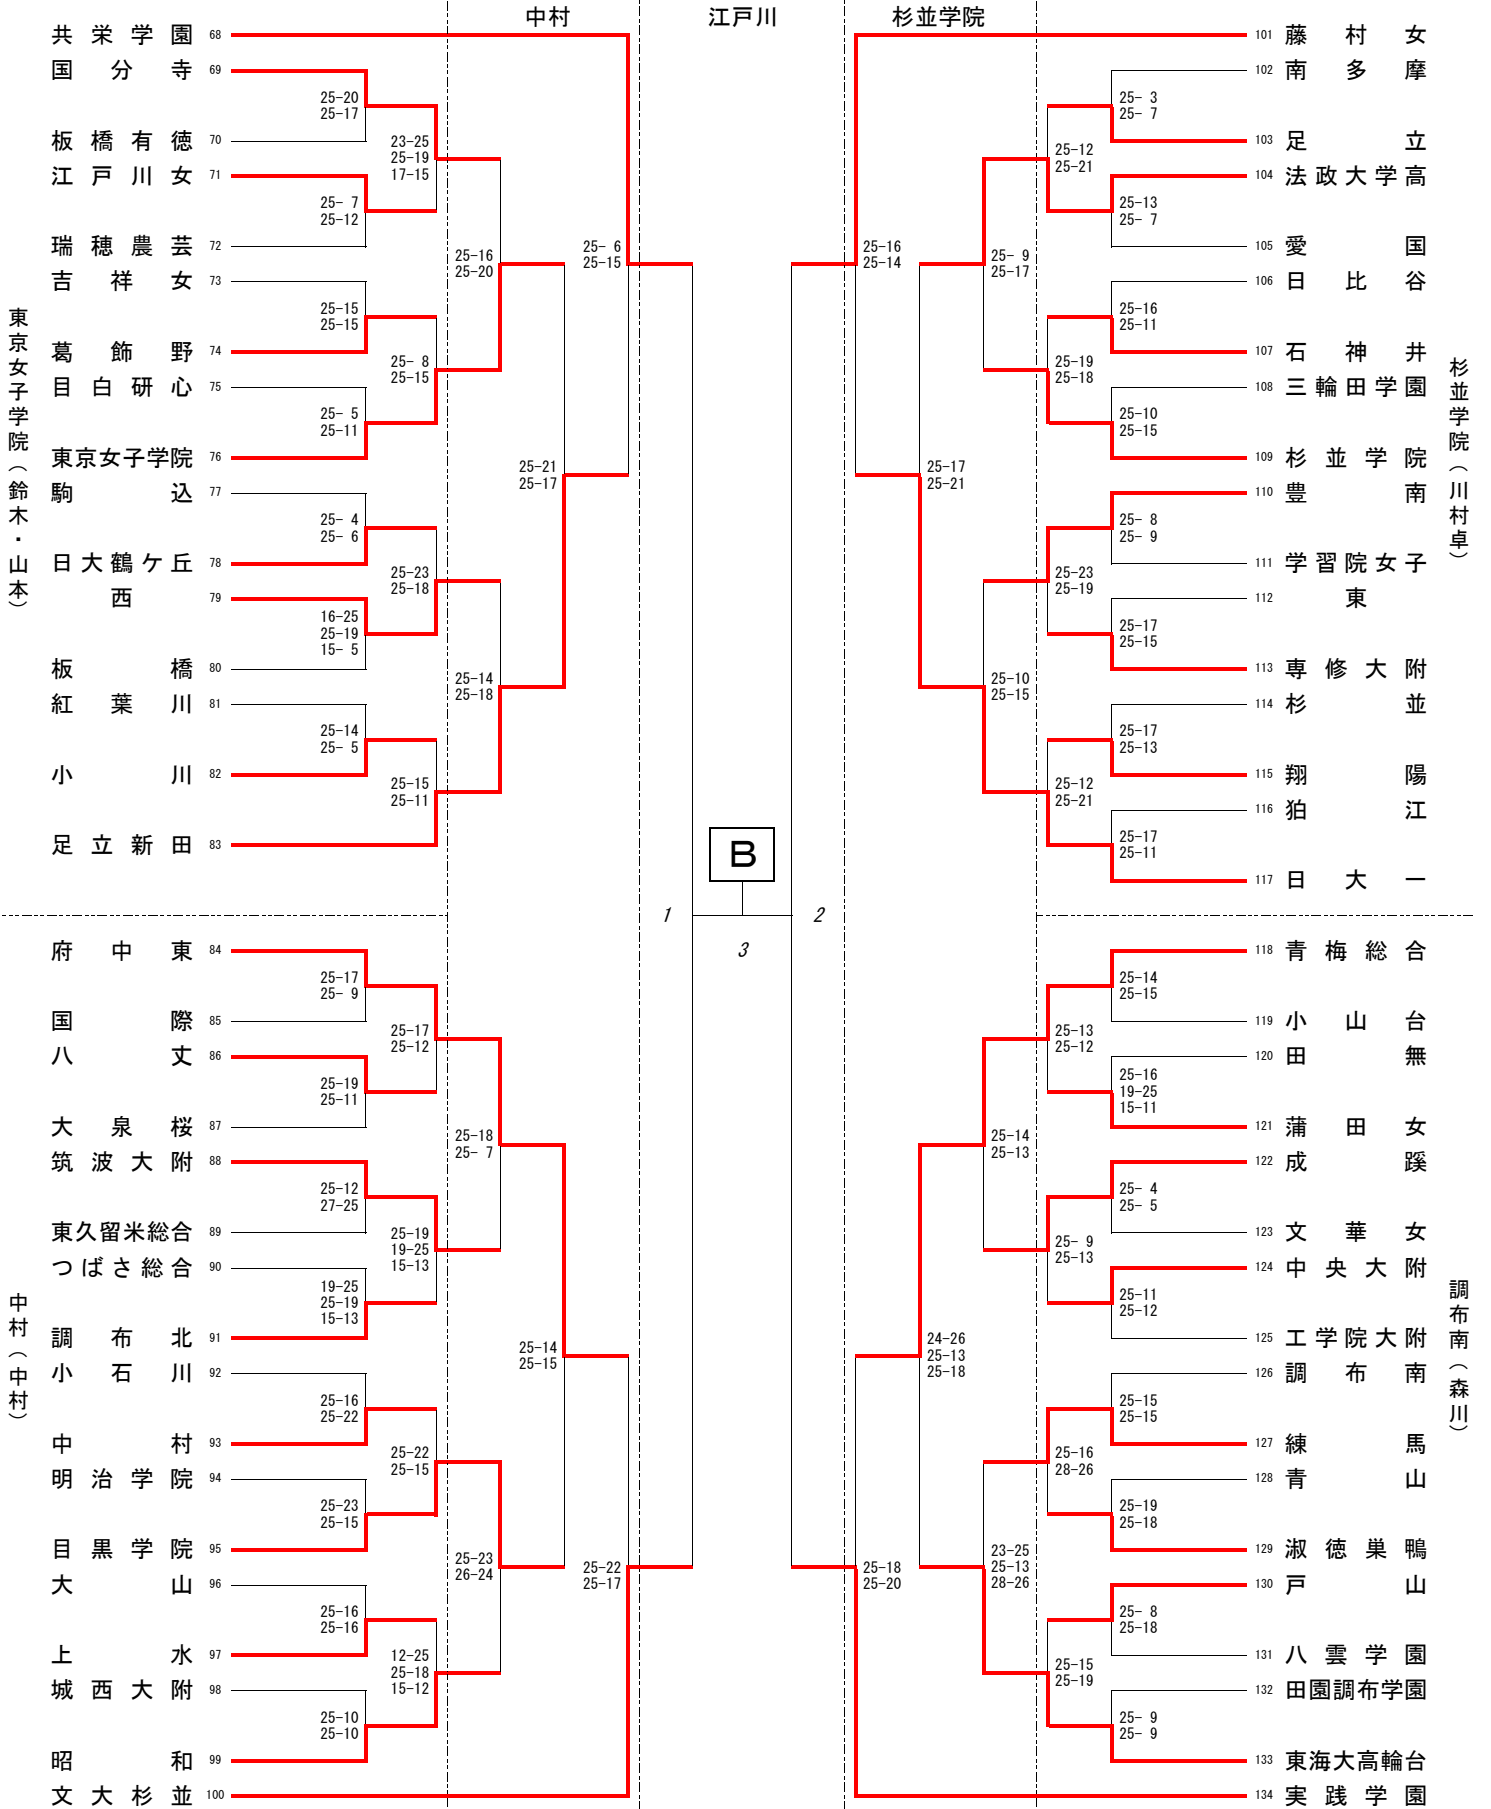 中村
江戸川
杉並学院
共栄学園 68
国分寺 69
25-20
25-17
板橋有徳 70
23-25
25-19
17-15
江戸川女 71
25- 7
25-12
瑞穂農芸 72
25-16
25-20
25- 6
25-15
吉祥女 73
25-15
25-15
葛飾野 74
25- 8
25-15
目白研心 75
25- 5
25-11
東京女子学院 76
25-21
25-17
駒込 77
25- 4
25- 6
日大鶴ケ丘 78
25-23
25-18
西 79
16-25
25-19
15- 5
板橋 80
25-14
25-18
紅葉川 81
25-14
25- 5
小川 82
25-15
25-11
足立新田 83
東京女子学院（鈴木・山本）
府中東 84
25-17
25- 9
国際 85
25-17
25-12
八丈 86
25-19
25-11
大泉桜 87
25-18
25- 7
筑波大附 88
25-12
27-25
東久留米総合 89
25-19
19-25
15-13
つばさ総合 90
19-25
25-19
15-13
調布北 91
25-14
25-15
小石川 92
25-16
25-22
中村 93
25-22
25-15
明治学院 94
25-23
25-15
目黒学院 95
25-23
26-24
25-22
25-17
大山 96
25-16
25-16
上水 97
12-25
25-18
15-12
城西大附 98
25-10
25-10
昭和 99
文大杉並 100
中村（中村）
B
1
2
3
101 藤村女
102 南多摩
25- 3
25- 7
103 足立
25-12
25-21
104 法政大学高
25-13
25- 7
105 愛国
25-16
25-14
25- 9
25-17
106 日比谷
25-16
25-11
107 石神井
25-19
25-18
108 三輪田学園
25-10
25-15
109 杉並学院
25-17
25-21
110 豊南
25- 8
25- 9
111 学習院女子
25-23
25-19
112 東
25-17
25-15
113 専修大附
25-10
25-15
114 杉並
25-17
25-13
115 翔陽
25-12
25-21
116 狛江
25-17
25-11
117 日大一
杉並学院（川村卓）
118 青梅総合
25-14
25-15
119 小山台
25-13
25-12
120 田無
25-16
19-25
15-11
121 蒲田女
25-14
25-13
122 成蹊
25- 4
25- 5
123 文華女
25- 9
25-13
124 中央大附
25-11
25-12
125 工学院大附
24-26
25-13
25-18
126 調布南
25-15
25-15
127 練馬
25-16
28-26
128 青山
25-19
25-18
129 淑徳巣鴨
25-18
25-20
23-25
25-13
28-26
130 戸山
25- 8
25-18
131 八雲学園
25-15
25-19
132 田園調布学園
25- 9
25- 9
133 東海大高輪台
134 実践学園
調布南（森川）